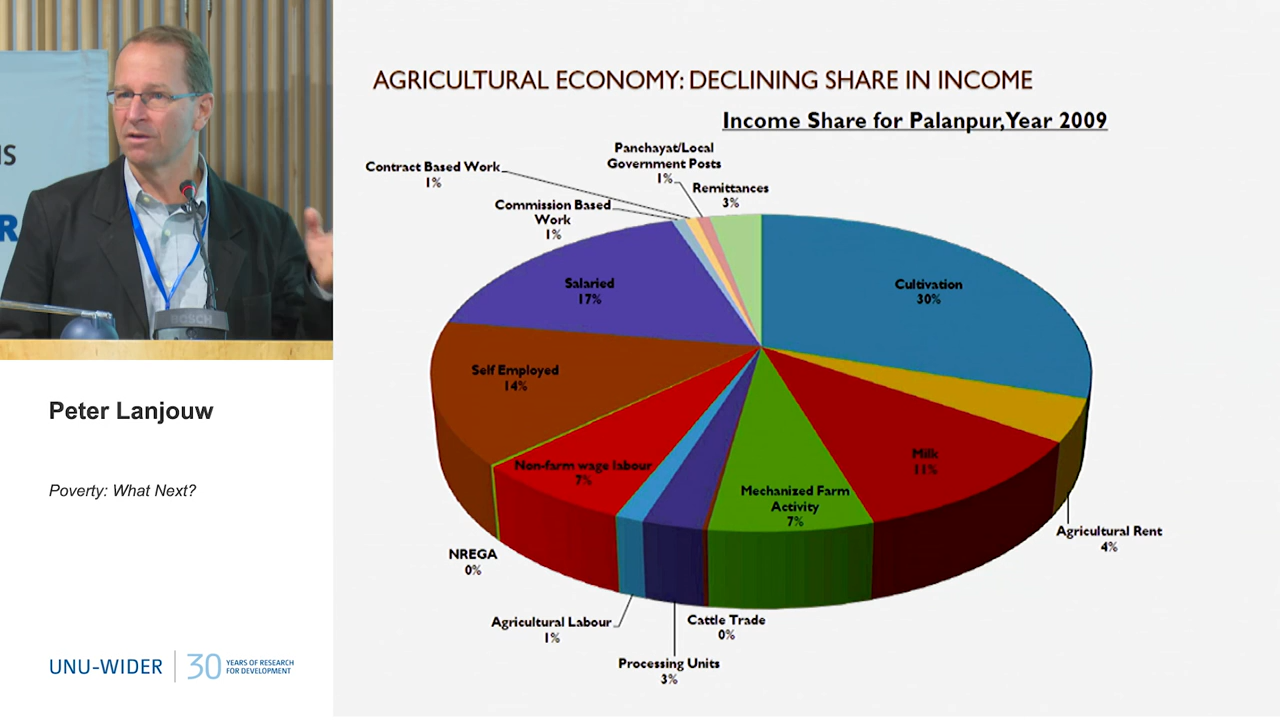 IS
R
BOSCH
Peter Lanjouw
Poverty: What Next?
UNU-WIDER
30
YEARS OF RESEARCH
FOR DEVELOPMENT
AGRICULTURAL ECONOMY: DECLINING SHARE IN INCOME
Income Share for Palanpur,Year 2009
Panchayat/Local
Government Posts
1%
Contract Based Work
1%
Remittances
3%
Commission Based
Work
1%
Salaried
17%
Cultivation
30%
Self Employed
14%
Milk
11%
Non-farm wage labour
7%
Mechanized Farm
Activity
7%
Agricultural Rent
4%
NREGA
0%
Agricultural Labour
1%
Cattle Trade
0%
Processing Units
3%